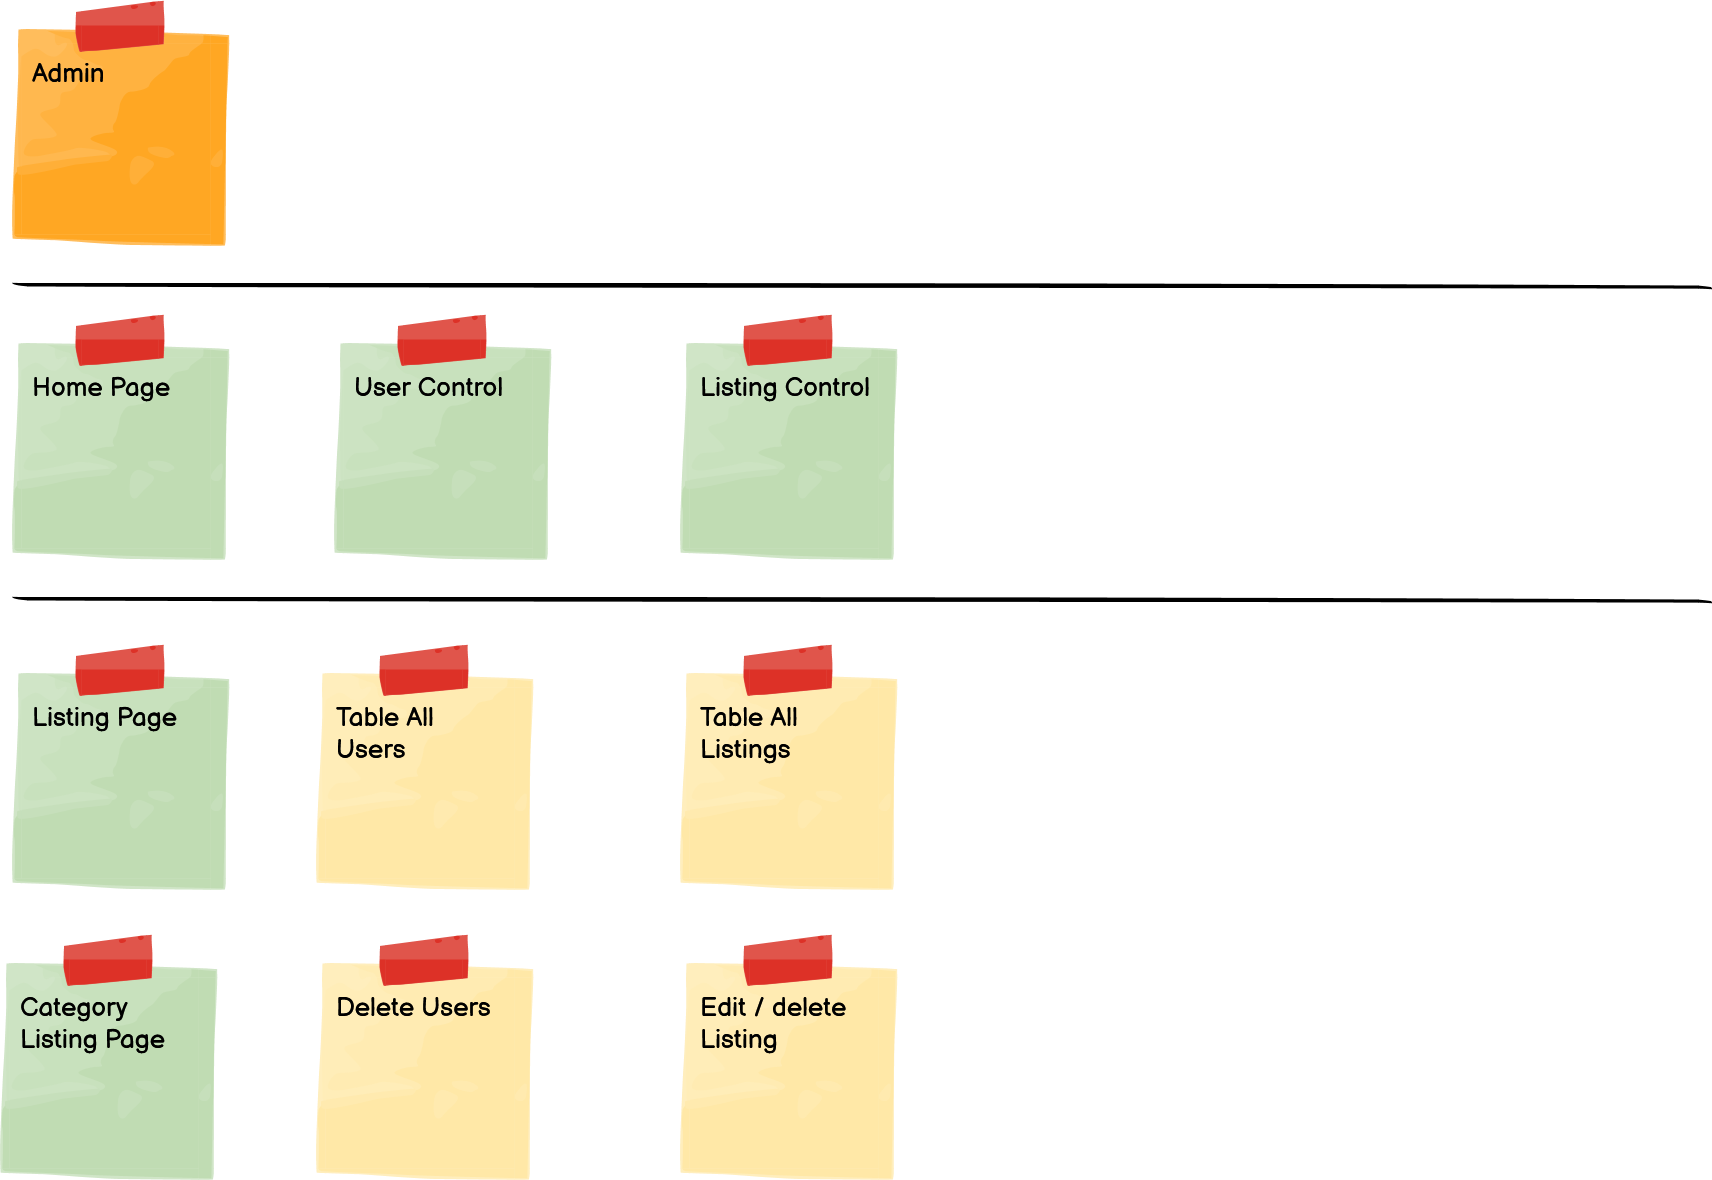 Admin
Home Page
User Control
Listing Control
Listing Page
Table All
Users
Table All
Listings
Category
Listing Page
Delete Users
Edit / delete
Listing